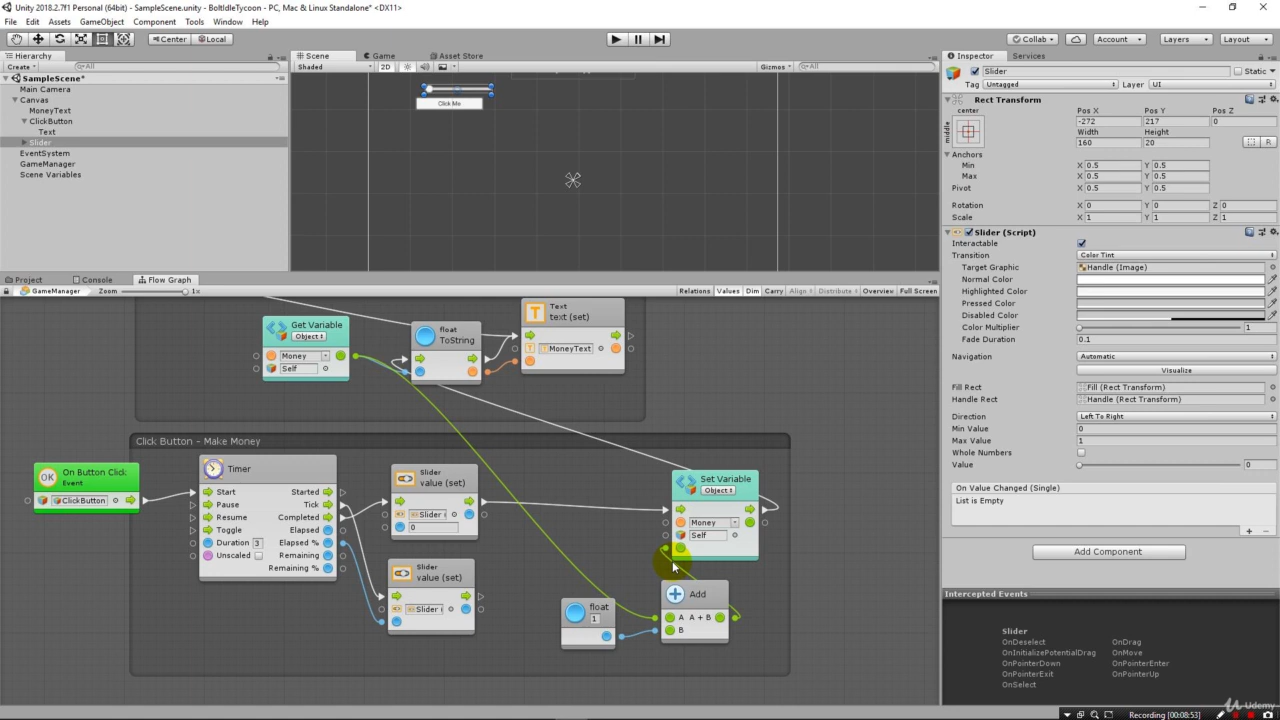 Unity 2018.2.7f1 Personal (64bit) - SampleScene.unity - BoltIdleTycoon - PC, Mac & Linux Standalone* <DX11>
File Edit Assets GameObject Component Tools Window Help
Center Local Collab Account Layers Layout
Hierarchy Scene Game Asset Store Inspector Services
Create All Shaded 2D Gizmos All Slider Static
SampleScene*
Main Camera
Canvas
MoneyText
ClickButton
Text
Slider
EventSystem
GameManager
Scene Variables
Click Me
Tag Untagged Layer UI
Rect Transform
center
middle
Pos X Pos Y Pos Z
-272 217 0
Width Height
160 20
R
Anchors
Min X 0.5 Y 0.5
Max X 0.5 Y 0.5
Pivot X 0.5 Y 0.5
Rotation X 0 Y 0 Z 0
Scale X 1 Y 1 Z 1
Slider (Script)
Interactable
Transition Color Tint
Target Graphic Handle (Image)
Normal Color
Highlighted Color
Pressed Color
Disabled Color
Color Multiplier 1
Fade Duration 0.1
Navigation Automatic
Visualize
Fill Rect Fill (Rect Transform)
Handle Rect Handle (Rect Transform)
Direction Left To Right
Min Value 0
Max Value 1
Whole Numbers
Value 0
On Value Changed (Single)
List is Empty
Add Component
Intercepted Events
Slider
OnDeselect OnDrag
OnInitializePotentialDrag OnMove
OnPointerDown OnPointerEnter
OnPointerExit OnPointerUp
OnSelect
Project Console Flow Graph
GameManager Zoom 1x Relations Values Dim Carry Align Distribute Overview Full Screen
Get Variable
Object
Money
Self
float
ToString
Text
text (set)
MoneyText
Click Button - Make Money
On Button Click
Event
ClickButton
Timer
Start Started
Pause Tick
Resume Completed
Toggle Elapsed
Duration 3 Elapsed %
Unscaled Remaining
Remaining %
Slider
value (set)
Slider
0
Slider
value (set)
Slider
Set Variable
Object
Money
Self
float
1
Add
A A + B
B
Udemy
Recording [00:08:53]